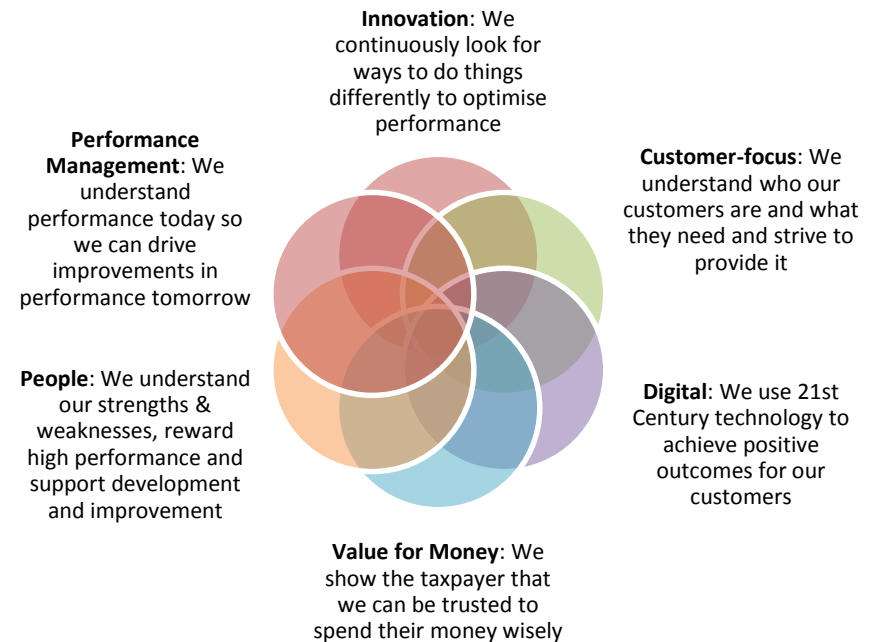 Innovation: We
continuously look for
ways to do things
differently to optimise
performance
Customer-focus: We
understand who our
customers are and what
they need and strive to
provide it
Digital: We use 21st
Century technology to
achieve positive
outcomes for our
customers
Value for Money: We
show the taxpayer that
we can be trusted to
spend their money wisely
People: We understand
our strengths &
weaknesses, reward
high performance and
support development
and improvement
Performance
Management: We
understand
performance today so
we can drive
improvements in
performance tomorrow